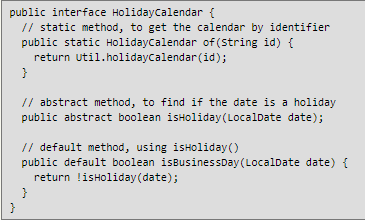 public interface HolidayCalendar {
  // static method, to get the calendar by identifier
  public static HolidayCalendar of(String id) {
    return Util.holidayCalendar(id);
  }

  // abstract method, to find if the date is a holiday
  public abstract boolean isHoliday(LocalDate date);

  // default method, using isHoliday()
  public default boolean isBusinessDay(LocalDate date) {
    return !isHoliday(date);
  }
}